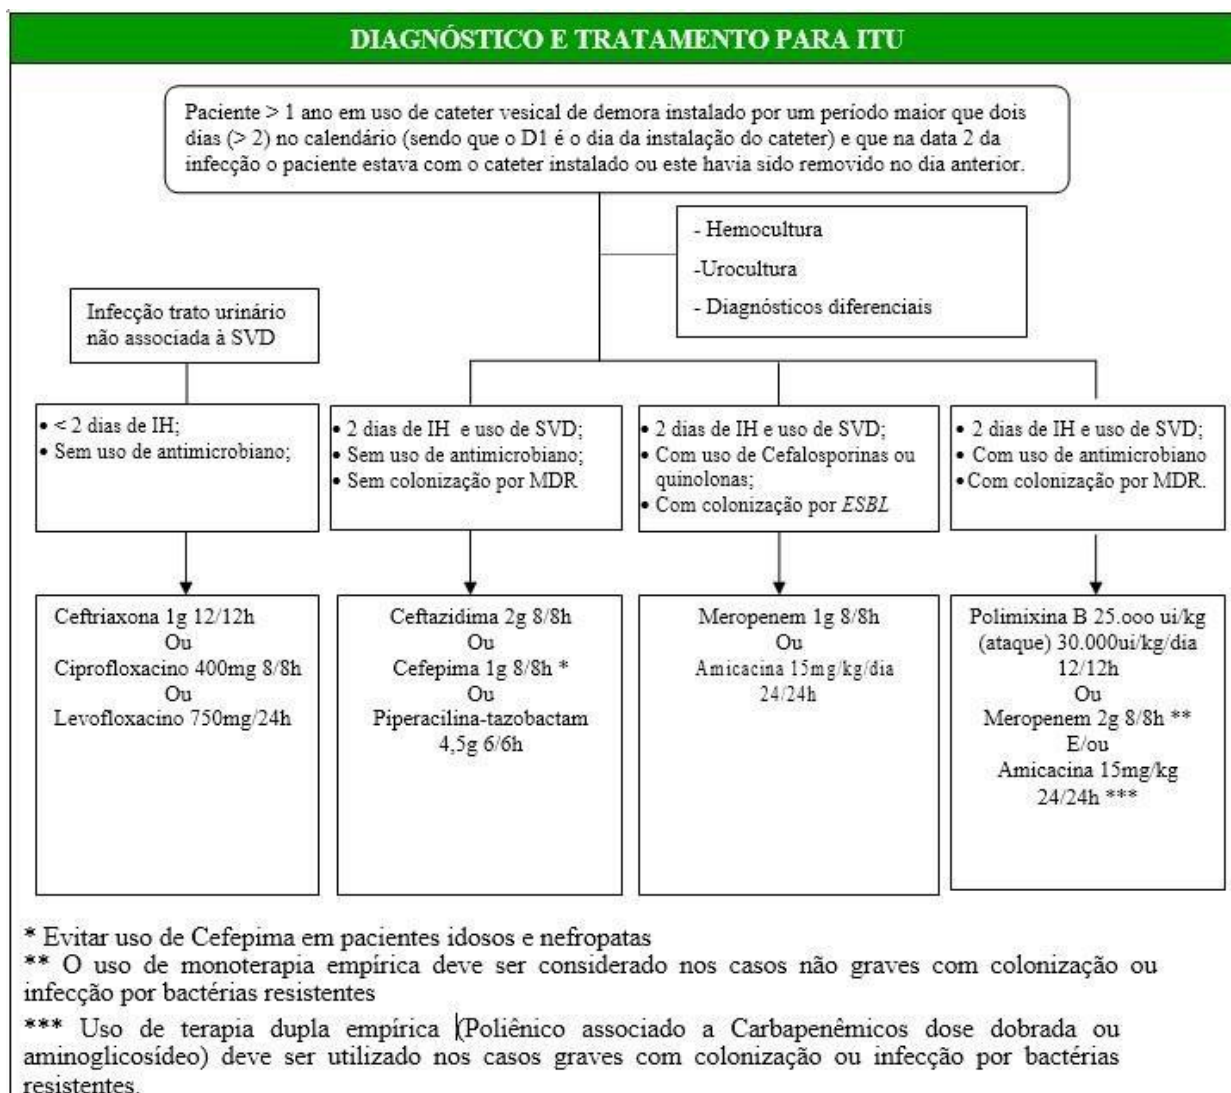 DIAGNÓSTICO E TRATAMENTO PARA ITU
Paciente > 1 ano em uso de cateter vesical de demora instalado por um período maior que dois
dias (> 2) no calendário (sendo que o D1 é o dia da instalação do cateter) e que na data 2 da
infecção o paciente estava com o cateter instalado ou este havia sido removido no dia anterior.
- Hemocultura
-Urocultura
- Diagnósticos diferenciais
Infecção trato urinário
não associada à SVD
• < 2 dias de IH;
• Sem uso de antimicrobiano;
• 2 dias de IH e uso de SVD;
• Sem uso de antimicrobiano;
• Sem colonização por MDR
• 2 dias de IH e uso de SVD;
• Com uso de Cefalosporinas ou
quinolonas;
• Com colonização por ESBL
• 2 dias de IH e uso de SVD;
• Com uso de antimicrobiano
• Com colonização por MDR.
Ceftriaxona 1g 12/12h
Ou
Ciprofloxacino 400mg 8/8h
Ou
Levofloxacino 750mg/24h
Ceftazidima 2g 8/8h
Ou
Cefepima 1g 8/8h *
Ou
Piperacilina-tazobactam
4,5g 6/6h
Meropenem 1g 8/8h
Ou
Amicacina 15mg/kg/dia
24/24h
Polimixina B 25.ooo ui/kg
(ataque) 30.000ui/kg/dia
12/12h
Ou
Meropenem 2g 8/8h **
E/ou
Amicacina 15mg/kg
24/24h ***
* Evitar uso de Cefepima em pacientes idosos e nefropatas
** O uso de monoterapia empírica deve ser considerado nos casos não graves com colonização ou
infecção por bactérias resistentes
*** Uso de terapia dupla empírica (Poliênico associado a Carbapenêmicos dose dobrada ou
aminoglicosídeo) deve ser utilizado nos casos graves com colonização ou infecção por bactérias
resistentes.